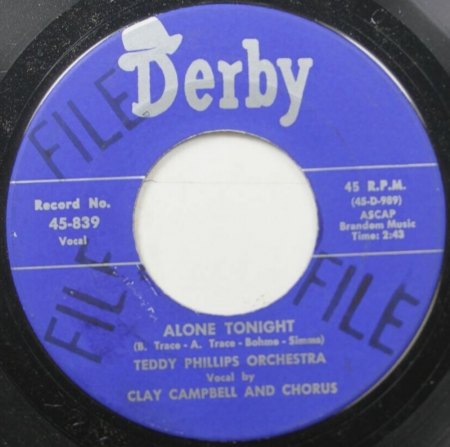 Derby
FILE
Record No.
45-839
Vocal
45 R.P.M.
(45-D-989)
ASCAP
Brandom Music
Time: 2:43
FILE
FILE
ALONE TONIGHT
(B. Trace - A. Trace - Bohme - Simms)
TEDDY PHILLIPS ORCHESTRA
Vocal by
CLAY CAMPBELL AND CHORUS